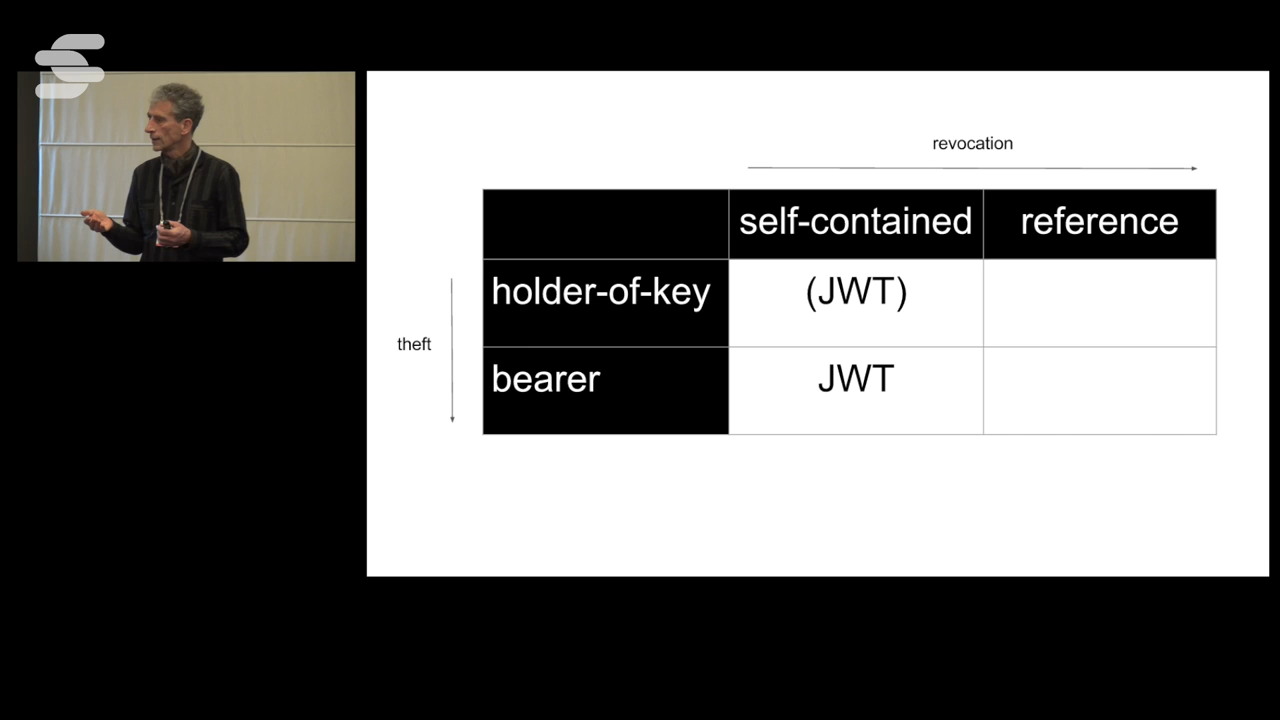 revocation
self-contained reference
holder-of-key (JWT)
theft
bearer JWT